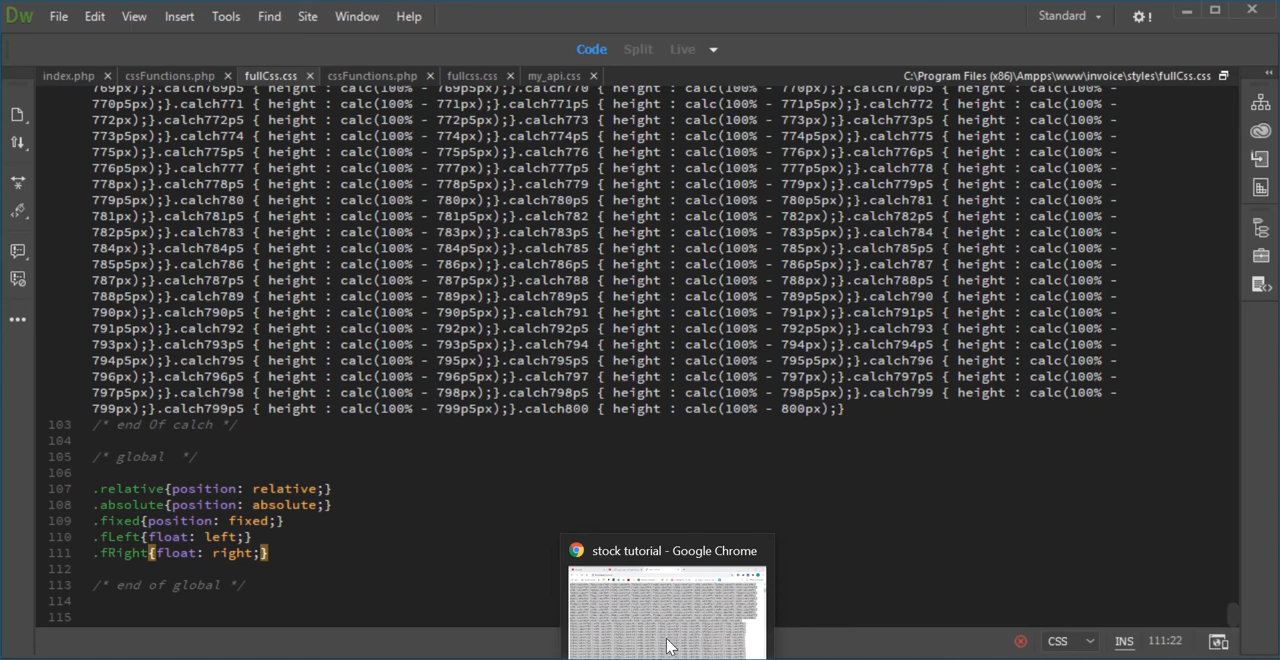 Dw File Edit View Insert Tools Find Site Window Help Standard
Code Split Live
index.php cssFunctions.php fullCss.css cssFunctions.php fullcss.css my_api.css C:\Program Files (x86)\Ampps\www\invoice\styles\fullCss.css
769px);}.calch769p5 { height : calc(100% - 769p5px);}.calch770 { height : calc(100% - 770px);}.calch770p5 { height : calc(100% -
770p5px);}.calch771 { height : calc(100% - 771px);}.calch771p5 { height : calc(100% - 771p5px);}.calch772 { height : calc(100% -
772px);}.calch772p5 { height : calc(100% - 772p5px);}.calch773 { height : calc(100% - 773px);}.calch773p5 { height : calc(100% -
773p5px);}.calch774 { height : calc(100% - 774px);}.calch774p5 { height : calc(100% - 774p5px);}.calch775 { height : calc(100% -
775px);}.calch775p5 { height : calc(100% - 775p5px);}.calch776 { height : calc(100% - 776px);}.calch776p5 { height : calc(100% -
776p5px);}.calch777 { height : calc(100% - 777px);}.calch777p5 { height : calc(100% - 777p5px);}.calch778 { height : calc(100% -
778px);}.calch778p5 { height : calc(100% - 778p5px);}.calch779 { height : calc(100% - 779px);}.calch779p5 { height : calc(100% -
779p5px);}.calch780 { height : calc(100% - 780px);}.calch780p5 { height : calc(100% - 780p5px);}.calch781 { height : calc(100% -
781px);}.calch781p5 { height : calc(100% - 781p5px);}.calch782 { height : calc(100% - 782px);}.calch782p5 { height : calc(100% -
782p5px);}.calch783 { height : calc(100% - 783px);}.calch783p5 { height : calc(100% - 783p5px);}.calch784 { height : calc(100% -
784px);}.calch784p5 { height : calc(100% - 784p5px);}.calch785 { height : calc(100% - 785px);}.calch785p5 { height : calc(100% -
785p5px);}.calch786 { height : calc(100% - 786px);}.calch786p5 { height : calc(100% - 786p5px);}.calch787 { height : calc(100% -
787px);}.calch787p5 { height : calc(100% - 787p5px);}.calch788 { height : calc(100% - 788px);}.calch788p5 { height : calc(100% -
788p5px);}.calch789 { height : calc(100% - 789px);}.calch789p5 { height : calc(100% - 789p5px);}.calch790 { height : calc(100% -
790px);}.calch790p5 { height : calc(100% - 790p5px);}.calch791 { height : calc(100% - 791px);}.calch791p5 { height : calc(100% -
791p5px);}.calch792 { height : calc(100% - 792px);}.calch792p5 { height : calc(100% - 792p5px);}.calch793 { height : calc(100% -
793px);}.calch793p5 { height : calc(100% - 793p5px);}.calch794 { height : calc(100% - 794px);}.calch794p5 { height : calc(100% -
794p5px);}.calch795 { height : calc(100% - 795px);}.calch795p5 { height : calc(100% - 795p5px);}.calch796 { height : calc(100% -
796px);}.calch796p5 { height : calc(100% - 796p5px);}.calch797 { height : calc(100% - 797px);}.calch797p5 { height : calc(100% -
797p5px);}.calch798 { height : calc(100% - 798px);}.calch798p5 { height : calc(100% - 798p5px);}.calch799 { height : calc(100% -
799px);}.calch799p5 { height : calc(100% - 799p5px);}.calch800 { height : calc(100% - 800px);}
103 /* end Of calch */
104
105 /* global */
106
107 .relative{position: relative;}
108 .absolute{position: absolute;}
109 .fixed{position: fixed;}
110 .fLeft{float: left;}
111 .fRight{float: right;}
112
113 /* end of global */
114
115
stock tutorial - Google Chrome
CSS INS 111:22